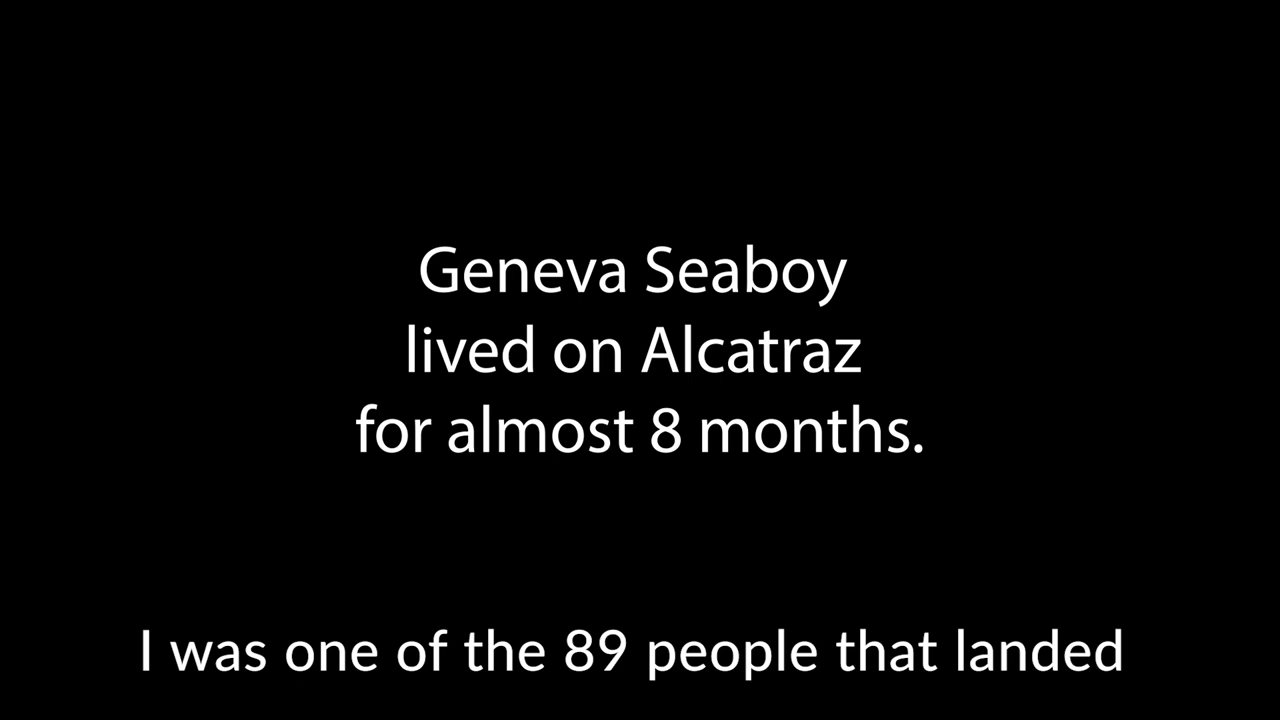 Geneva Seaboy
lived on Alcatraz
for almost 8 months.
I was one of the 89 people that landed